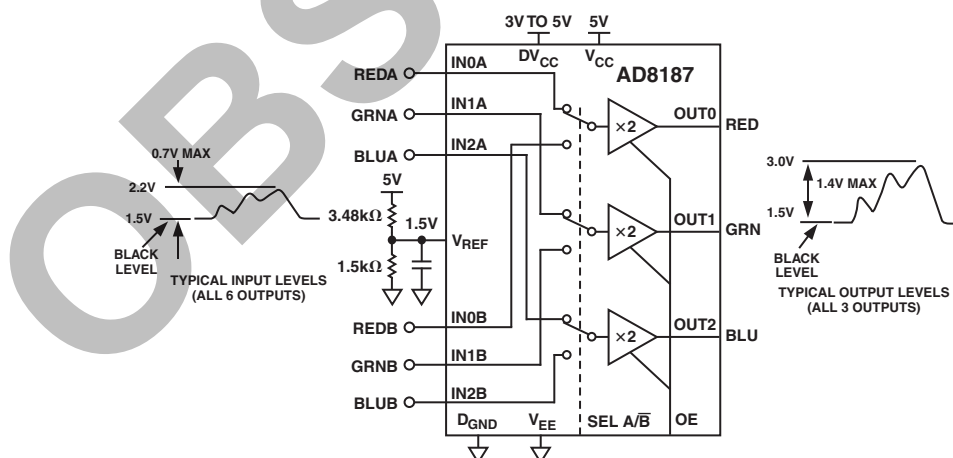 OBS
3V TO 5V
5V
DVCC
VCC
AD8187
REDA
IN0A
GRNA
IN1A
BLUA
IN2A
×2
OUT0
RED
0.7V MAX
2.2V
1.5V
BLACK
LEVEL
TYPICAL INPUT LEVELS
(ALL 6 OUTPUTS)
5V
3.48kΩ
1.5V
VREF
1.5kΩ
×2
OUT1
GRN
3.0V
1.4V MAX
1.5V
BLACK
LEVEL
TYPICAL OUTPUT LEVELS
(ALL 3 OUTPUTS)
REDB
IN0B
GRNB
IN1B
BLUB
IN2B
×2
OUT2
BLU
DGND
VEE
SEL A/B̅
OE